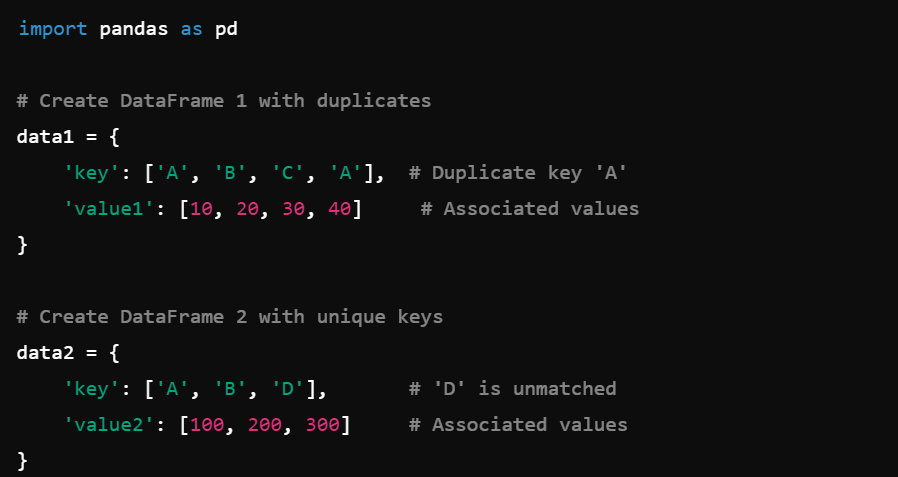 import pandas as pd
# Create DataFrame 1 with duplicates
data1 = {
    'key': ['A', 'B', 'C', 'A'],  # Duplicate key 'A'
    'value1': [10, 20, 30, 40]     # Associated values
}
# Create DataFrame 2 with unique keys
data2 = {
    'key': ['A', 'B', 'D'],       # 'D' is unmatched
    'value2': [100, 200, 300]     # Associated values
}